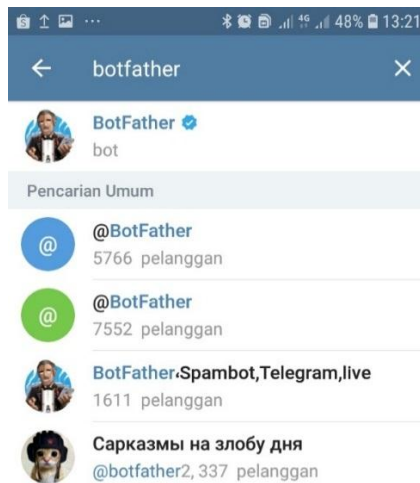 48% 13:21
botfather
BotFather
bot
Pencarian Umum
@BotFather
5766 pelanggan
@BotFather
7552 pelanggan
BotFather‹Spambot,Telegram,live
1611 pelanggan
Сарказмы на злобу дня
@botfather2, 337 pelanggan